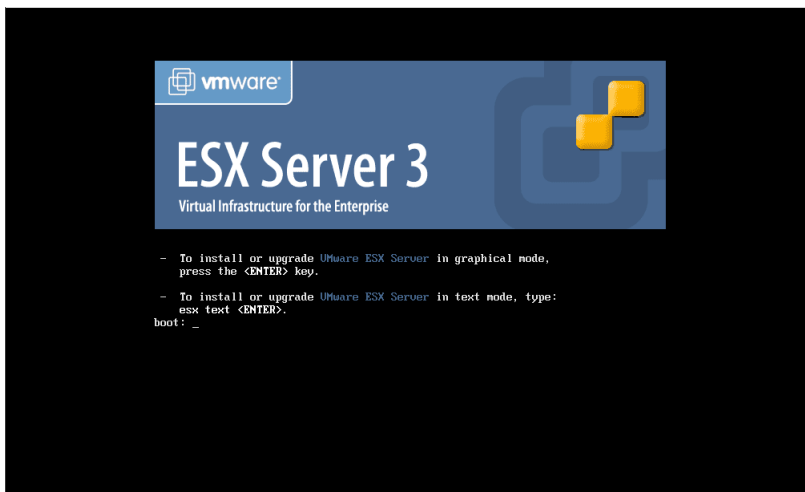 vmware
ESX Server 3
Virtual Infrastructure for the Enterprise
- To install or upgrade VMware ESX Server in graphical mode,
press the <ENTER> key.
- To install or upgrade VMware ESX Server in text mode, type:
esx text <ENTER>.
boot: _